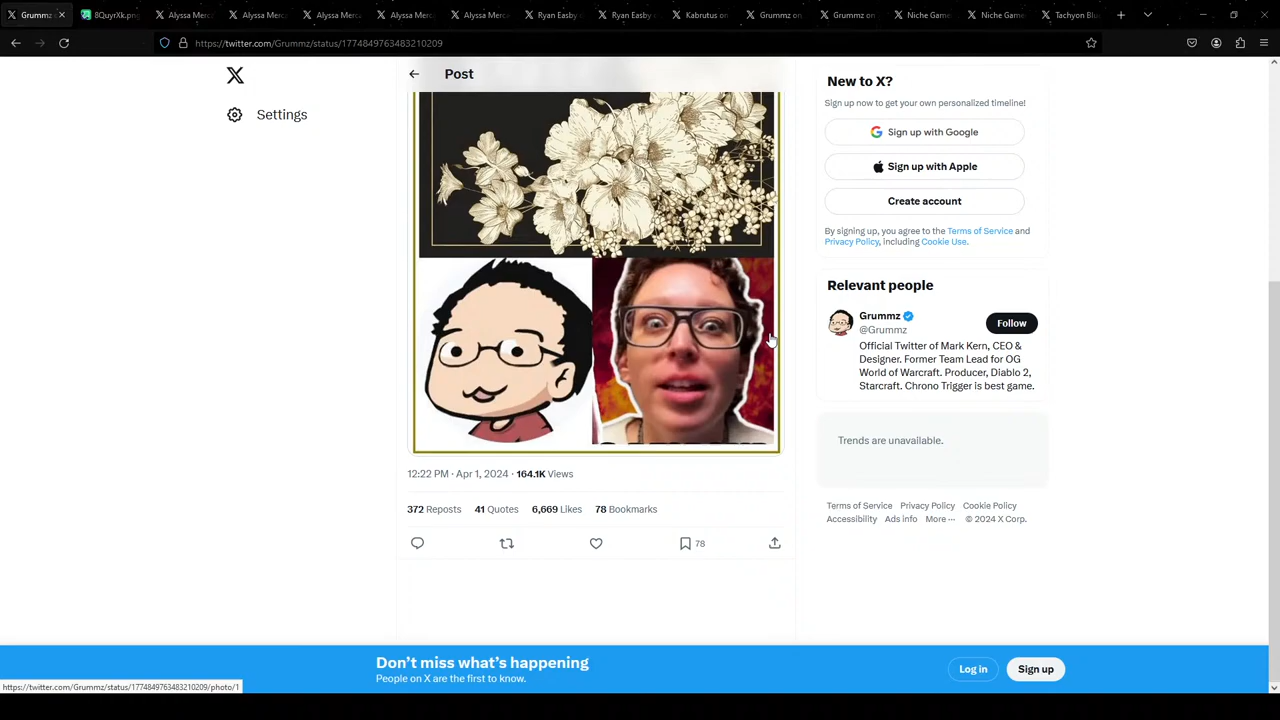 Grummz
8QuyrXk.png
Alyssa Merc
Alyssa Merc
Alyssa Merc
Alyssa Merc
Alyssa Merc
Ryan Easby
Ryan Easby
Kabrutus on
Grummz on
Grummz on
Niche Game
Niche Game
Tachyon Blu
https://twitter.com/Grummz/status/1774849763483210209
Settings
Post
12:22 PM · Apr 1, 2024 · 164.1K Views
372 Reposts 41 Quotes 6,669 Likes 78 Bookmarks
78
New to X?
Sign up now to get your own personalized timeline!
Sign up with Google
Sign up with Apple
Create account
By signing up, you agree to the Terms of Service and
Privacy Policy, including Cookie Use.
Relevant people
Grummz
@Grummz
Follow
Official Twitter of Mark Kern, CEO &
Designer. Former Team Lead for OG
World of Warcraft. Producer, Diablo 2,
Starcraft. Chrono Trigger is best game.
Trends are unavailable.
Terms of Service Privacy Policy Cookie Policy
Accessibility Ads info More ··· © 2024 X Corp.
Don’t miss what’s happening
People on X are the first to know.
Log in
Sign up
https://twitter.com/Grummz/status/1774849763483210209/photo/1